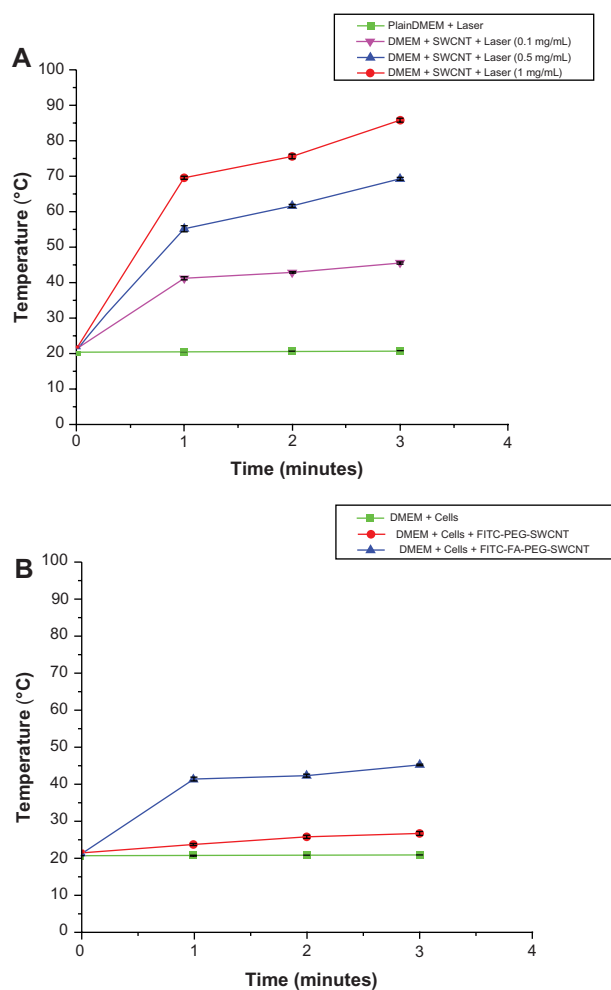 PlainDMEM + Laser
DMEM + SWCNT + Laser (0.1 mg/mL)
DMEM + SWCNT + Laser (0.5 mg/mL)
DMEM + SWCNT + Laser (1 mg/mL)
A
100
90
80
70
60
50
40
30
20
10
0
Temperature (°C)
0 1 2 3 4
Time (minutes)
DMEM + Cells
DMEM + Cells + FITC-PEG-SWCNT
DMEM + Cells + FITC-FA-PEG-SWCNT
B
100
90
80
70
60
50
40
30
20
10
0
Temperature (°C)
0 1 2 3 4
Time (minutes)